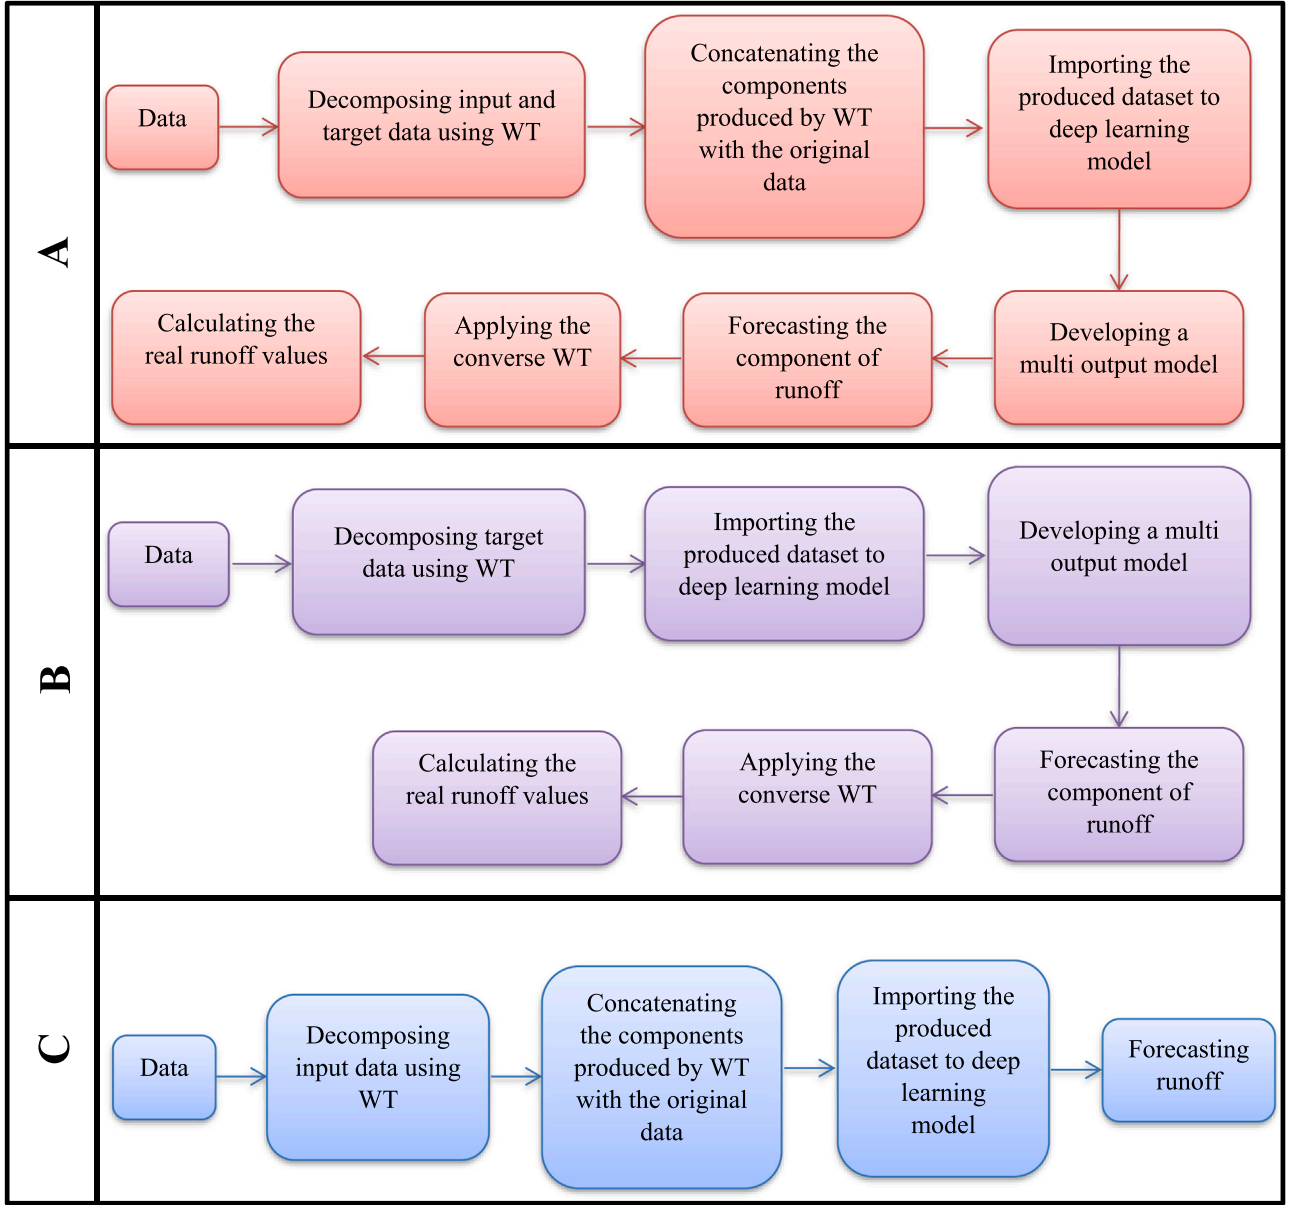 A
Data
Decomposing input and
target data using WT
Concatenating the
components
produced by WT
with the original
data
Importing the
produced dataset to
deep learning
model
Developing a
multi output model
Forecasting the
component of
runoff
Applying the
converse WT
Calculating the
real runoff values
B
Data
Decomposing target
data using WT
Importing the
produced dataset to
deep learning model
Developing a multi
output model
Forecasting the
component of
runoff
Applying the
converse WT
Calculating the
real runoff values
C
Data
Decomposing
input data using
WT
Concatenating
the components
produced by WT
with the original
data
Importing the
produced
dataset to deep
learning
model
Forecasting
runoff